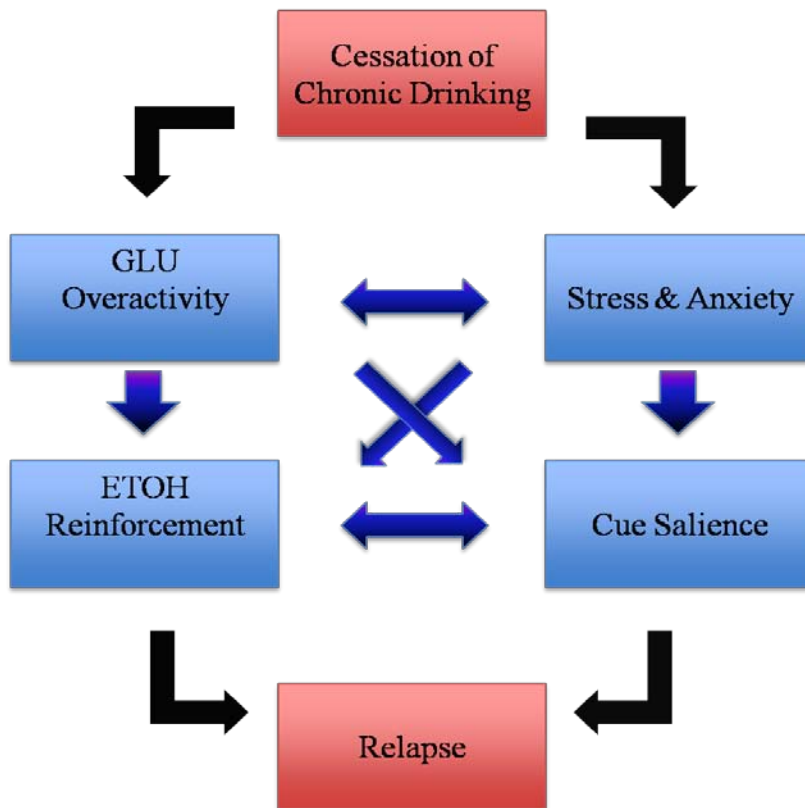 Cessation of
Chronic Drinking
GLU
Overactivity
Stress & Anxiety
ETOH
Reinforcement
Cue Salience
Relapse